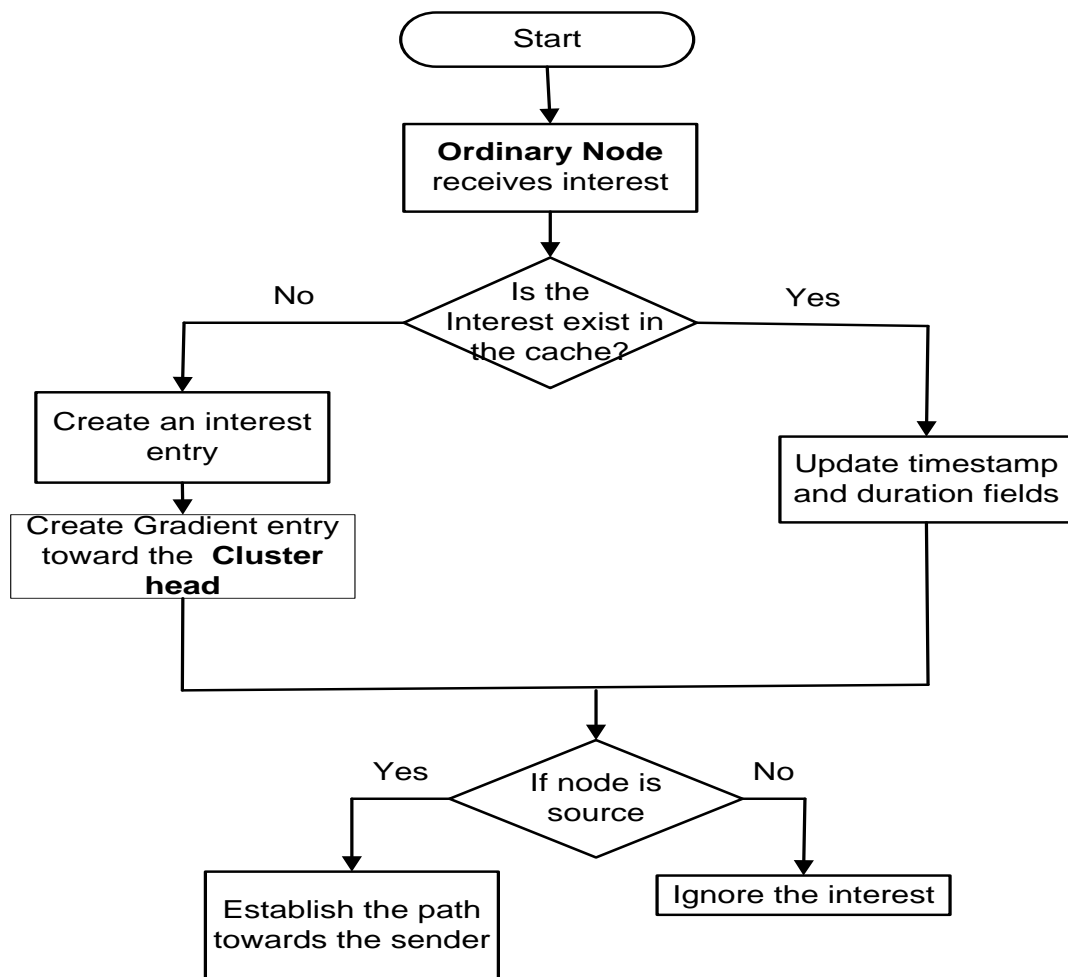 Start
Ordinary Node
receives interest
No
Is the
Interest exist in
the cache?
Yes
Create an interest
entry
Update timestamp
and duration fields
Create Gradient entry
toward the Cluster
head
Yes
If node is
source
No
Establish the path
towards the sender
Ignore the interest